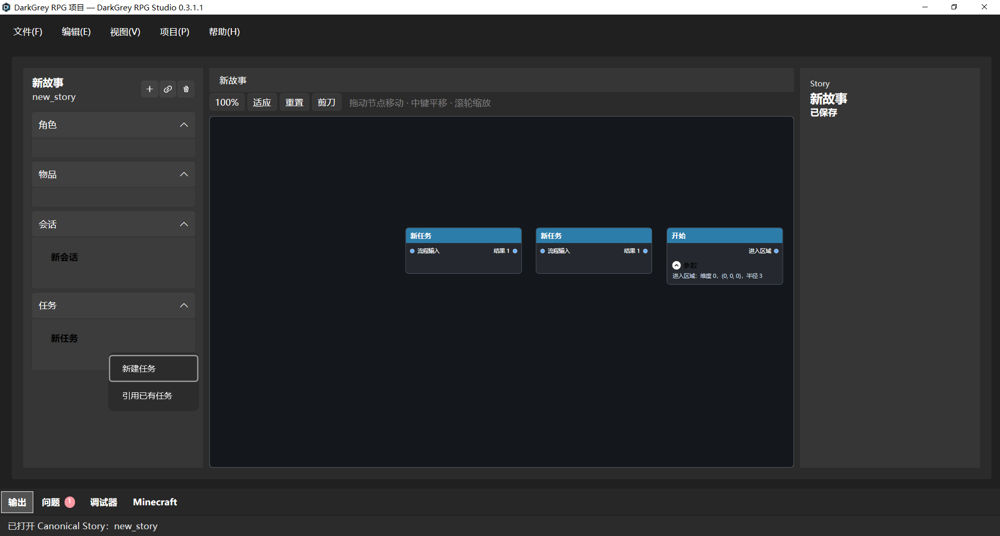 DarkGrey RPG 项目 — DarkGrey RPG Studio 0.3.1.1
文件(F) 编辑(E) 视图(V) 项目(P) 帮助(H)
新故事
new_story
角色
物品
会话
新会话
任务
新任务
新建任务
引用已有任务
新故事
100% 适应 重置 剪刀 拖动节点移动 · 中键平移 · 滚轮缩放
新任务
流程输入 结果 1
新任务
流程输入 结果 1
开始
进入区域
参数
进入区域：维度 0，(0, 0, 0)，半径 3
Story
新故事
已保存
输出 问题 1 调试器 Minecraft
已打开 Canonical Story：new_story